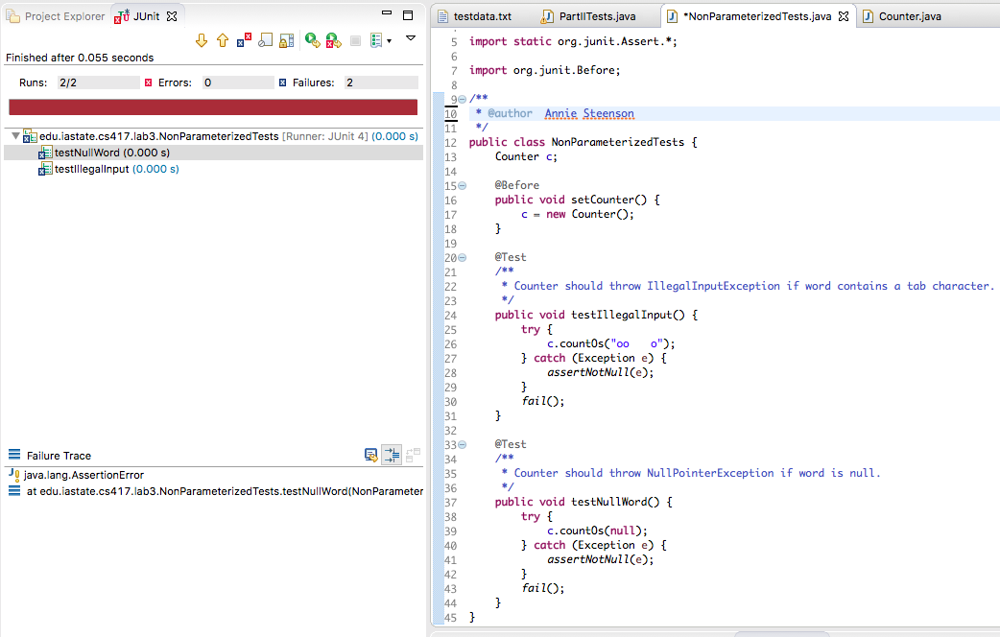 Project Explorer JUnit
Finished after 0.055 seconds
Runs: 2/2 Errors: 0 Failures: 2
edu.iastate.cs417.lab3.NonParameterizedTests [Runner: JUnit 4] (0.000 s)
testNullWord (0.000 s)
testIllegalInput (0.000 s)
Failure Trace
java.lang.AssertionError
at edu.iastate.cs417.lab3.NonParameterizedTests.testNullWord(NonParameter
testdata.txt PartIITests.java *NonParameterizedTests.java Counter.java
5 import static org.junit.Assert.*;
6
7 import org.junit.Before;
8
9 /**
10 * @author Annie Steenson
11 */
12 public class NonParameterizedTests {
13 Counter c;
14
15 @Before
16 public void setCounter() {
17 c = new Counter();
18 }
19
20 @Test
21 /**
22 * Counter should throw IllegalInputException if word contains a tab character.
23 */
24 public void testIllegalInput() {
25 try {
26 c.countOs("oo   o");
27 } catch (Exception e) {
28 assertNotNull(e);
29 }
30 fail();
31 }
32
33 @Test
34 /**
35 * Counter should throw NullPointerException if word is null.
36 */
37 public void testNullWord() {
38 try {
39 c.countOs(null);
40 } catch (Exception e) {
41 assertNotNull(e);
42 }
43 fail();
44 }
45 }